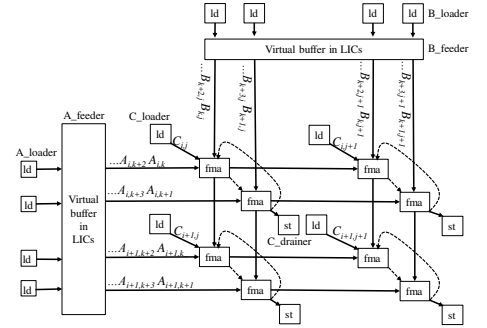 ld ld ld ld B_loader
Virtual buffer in LICs B_feeder
...B_{k+2,j} B_{k,j}
...B_{k+3,j} B_{k+1,j}
...B_{k+2,j+1} B_{k,j+1}
...B_{k+3,j+1} B_{k+1,j+1}
A_feeder C_loader
ld C_{i,j} ld C_{i,j+1}
A_loader
ld ...A_{i,k+2} A_{i,k} fma fma
ld ...A_{i,k+3} A_{i,k+1} fma fma
Virtual
buffer
in
LICs
st st
ld C_{i+1,j} C_drainer ld C_{i+1,j+1}
ld ...A_{i+1,k+2} A_{i+1,k} fma fma
ld ...A_{i+1,k+3} A_{i+1,k+1} fma fma
st st